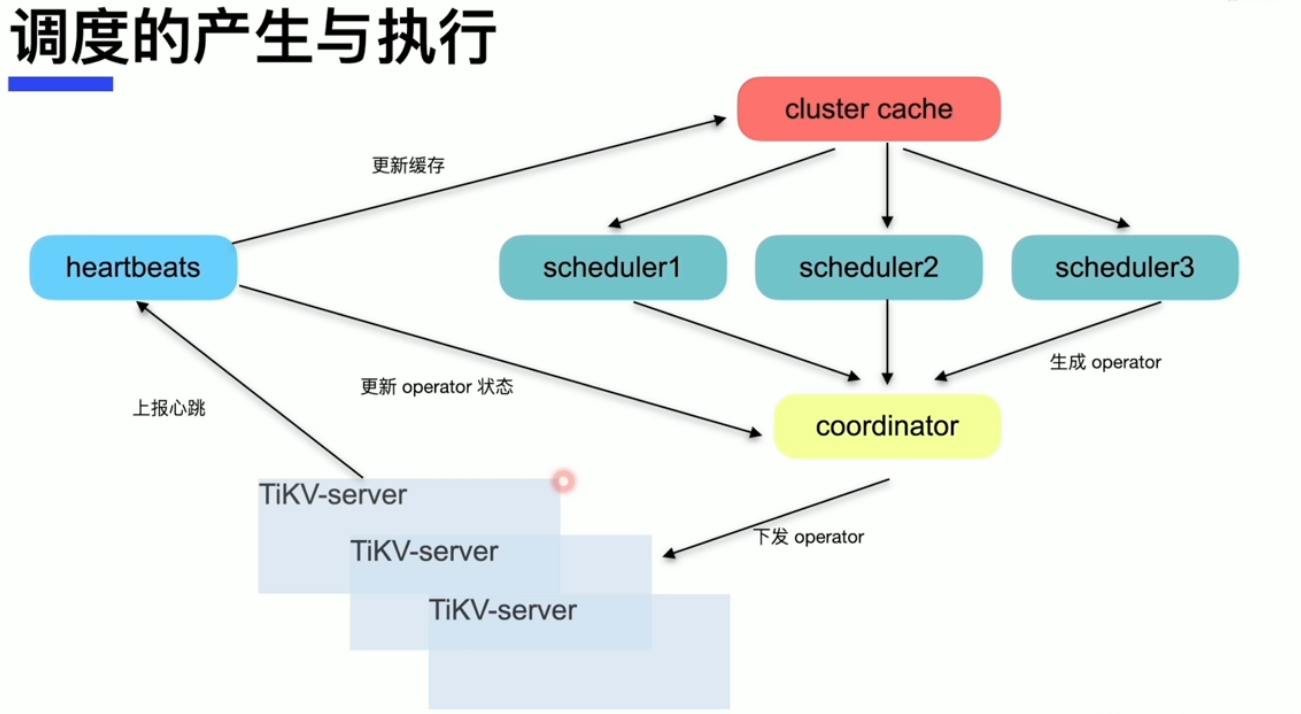 调度的产生与执行
cluster cache
更新缓存
heartbeats
scheduler1
scheduler2
scheduler3
生成 operator
更新 operator 状态
上报心跳
coordinator
TiKV-server
下发 operator
TiKV-server
TiKV-server